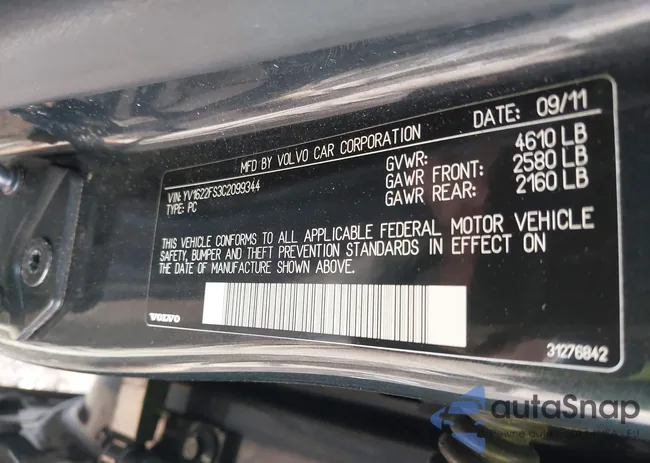 MFD BY VOLVO CAR CORPORATION
DATE: 09/11
VIN: YV1622FS3C2099344
TYPE: PC
GVWR: 4610 LB
GAWR FRONT: 2580 LB
GAWR REAR: 2160 LB
THIS VEHICLE CONFORMS TO ALL APPLICABLE FEDERAL MOTOR VEHICLE
SAFETY, BUMPER AND THEFT PREVENTION STANDARDS IN EFFECT ON
THE DATE OF MANUFACTURE SHOWN ABOVE.
VOLVO
31276842
autaSnap